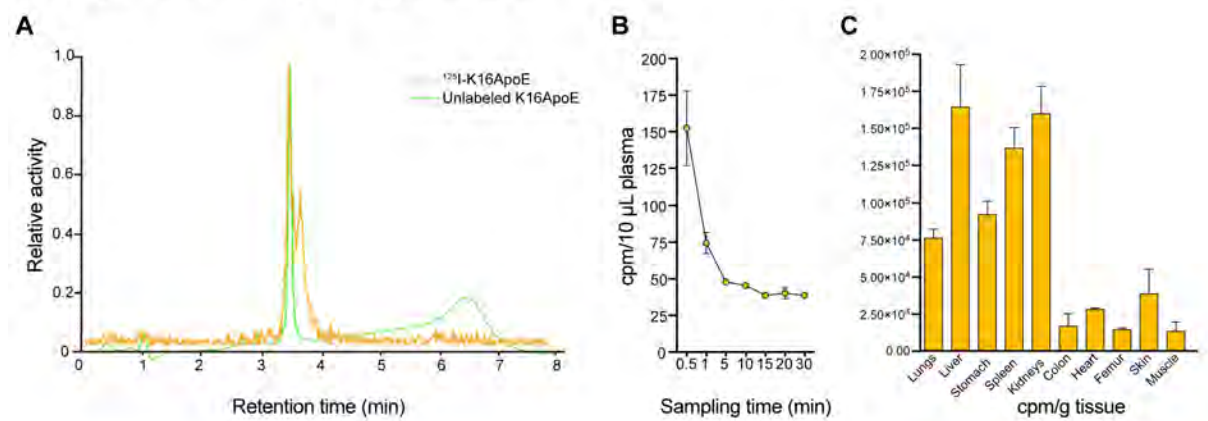 A
1.0
0.8
0.6
0.4
0.2
0
Relative activity
125I-K16ApoE
Unlabeled K16ApoE
0 1 2 3 4 5 6 7 8
Retention time (min)
B
200
175
150
125
100
75
50
25
0
cpm/10 µL plasma
0.5 1 5 10 15 20 30
Sampling time (min)
C
2.00×10⁵
1.75×10⁵
1.50×10⁵
1.25×10⁵
1.00×10⁵
7.50×10⁴
5.00×10⁴
2.50×10⁴
0.00
Lungs
Liver
Stomach
Spleen
Kidneys
Colon
Heart
Femur
Skin
Muscle
cpm/g tissue